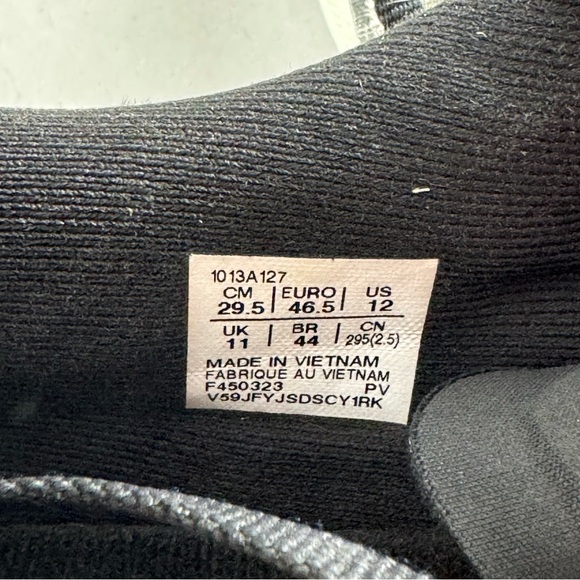 1013A127
CM EURO US
29.5 46.5 12
UK BR CN
11 44 295(2.5)
MADE IN VIETNAM
FABRIQUE AU VIETNAM
F450323 PV
V59JFYJSDSCY1RK